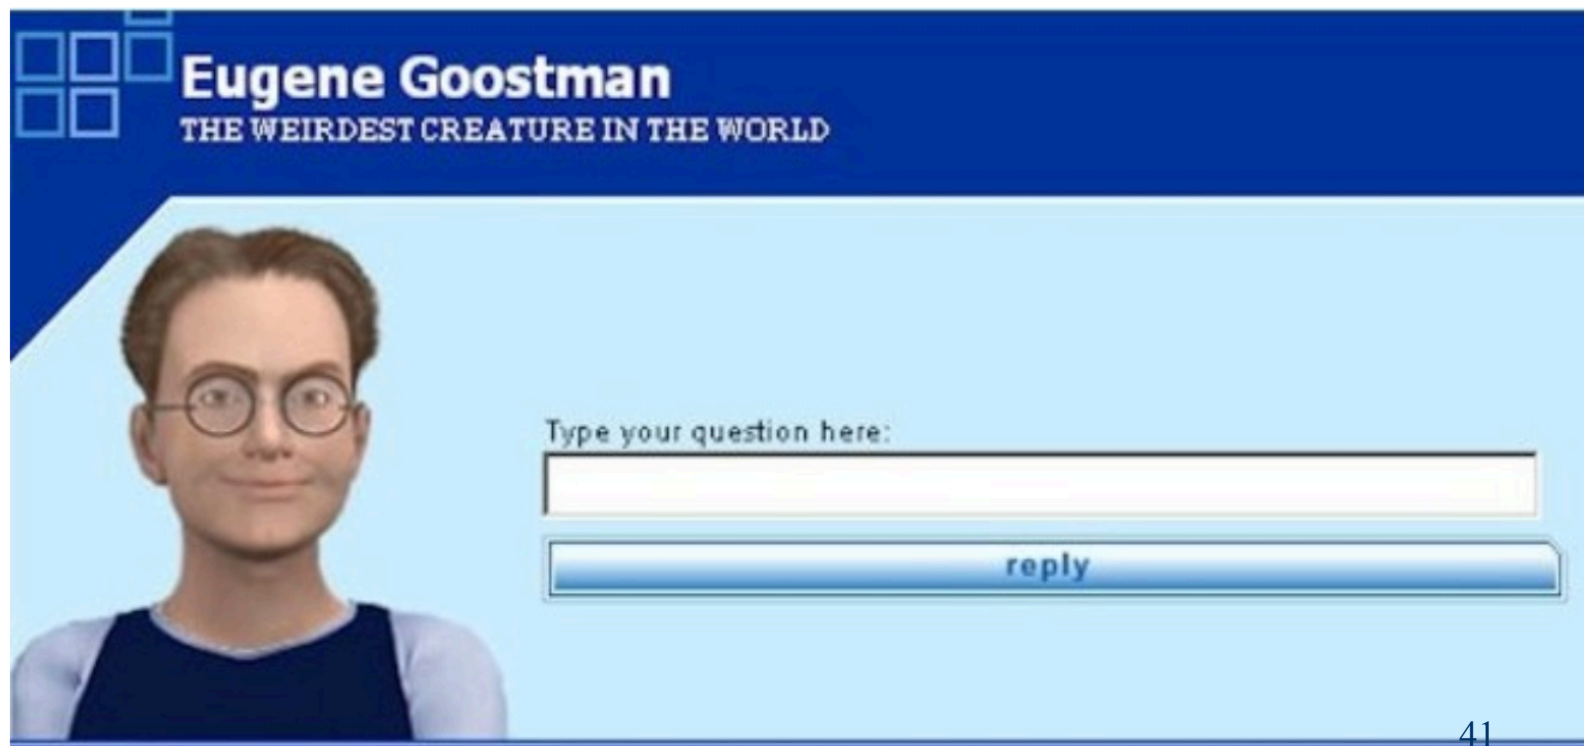 Eugene Goostman
THE WEIRDEST CREATURE IN THE WORLD
Type your question here:
reply
41